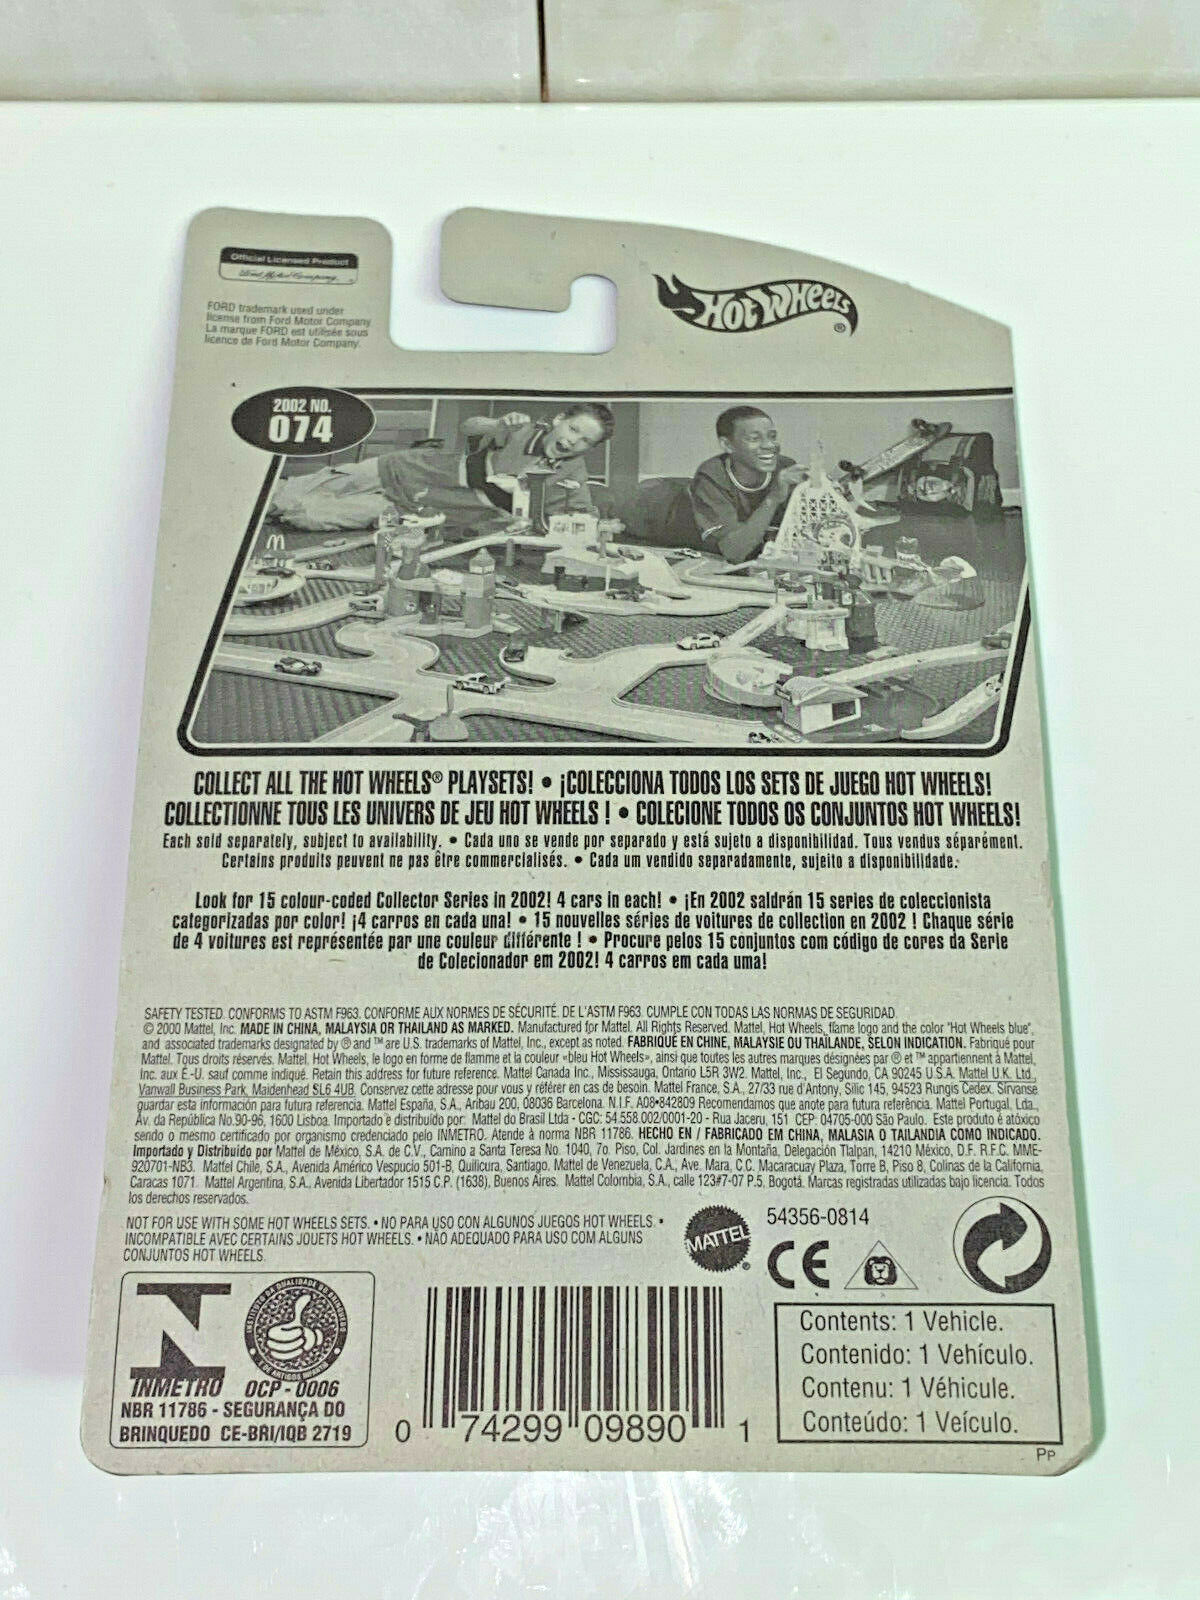 Official Licensed Product
Ford Motor Company
FORD trademark used under
license from Ford Motor Company
La marque FORD est utilisée sous
licence de Ford Motor Company.
HOT WHEELS®
2002 NO.
074
COLLECT ALL THE HOT WHEELS® PLAYSETS! • ¡COLECCIONA TODOS LOS SETS DE JUEGO HOT WHEELS!
COLLECTIONNE TOUS LES UNIVERS DE JEU HOT WHEELS ! • COLECIONE TODOS OS CONJUNTOS HOT WHEELS!
Each sold separately, subject to availability. • Cada uno se vende por separado y está sujeto a disponibilidad. Tous vendus séparément.
Certains produits peuvent ne pas être commercialisés. • Cada um vendido separadamente, sujeito a disponibilidade.
Look for 15 colour-coded Collector Series in 2002! 4 cars in each! • ¡En 2002 saldrán 15 series de coleccionista
categorizadas por color! ¡4 carros en cada una! • 15 nouvelles séries de voitures de collection en 2002 ! Chaque série
de 4 voitures est représentée par une couleur différente ! • Procure pelos 15 conjuntos com código de cores da Serie
de Colecionador em 2002! 4 carros em cada uma!
SAFETY TESTED. CONFORMS TO ASTM F963. CONFORME AUX NORMES DE SÉCURITÉ. DE L'ASTM F963. CUMPLE CON TODAS LAS NORMAS DE SEGURIDAD.
© 2000 Mattel, Inc. MADE IN CHINA, MALAYSIA OR THAILAND AS MARKED. Manufactured for Mattel. All Rights Reserved. Mattel, Hot Wheels, flame logo and the color "Hot Wheels blue",
and associated trademarks designated by ® and ™ are U.S. trademarks of Mattel, Inc., except as noted. FABRIQUÉ EN CHINE, MALAYSIE OU THAÏLANDE, SELON INDICATION. Fabriqué pour
Mattel. Tous droits réservés. Mattel, Hot Wheels, le logo en forme de flamme et la couleur «bleu Hot Wheels», ainsi que toutes les autres marques désignées par ® et ™ appartiennent à Mattel,
Inc. aux É.-U. sauf comme indiqué. Retain this address for future reference. Mattel Canada Inc., Mississauga, Ontario L5R 3W2. Mattel, Inc., El Segundo, CA 90245 U.S.A. Mattel U.K. Ltd.,
Vanwall Business Park, Maidenhead SL6 4UB. Conservez cette adresse pour vous y référer en cas de besoin. Mattel France, S.A., 27/33 rue d'Antony, Silic 145, 94523 Rungis Cedex. Sírvanse
guardar esta información para futura referencia. Mattel España, S.A., Aribau 200, 08036 Barcelona. N.I.F. A08•842809 Recomendamos que anote para futura referência. Mattel Portugal, Lda.,
Av. da República No.90-96, 1600 Lisboa. Importado e distribuido por: Mattel do Brasil Ltda - CGC: 54.558.002/0001-20 - Rua Jaceru, 151 CEP: 04705-000 São Paulo. Este produto é atóxico
sendo o mesmo certificado por organismo credenciado pelo INMETRO. Atende à norma NBR 11786. HECHO EN / FABRICADO EM CHINA, MALASIA O TAILANDIA COMO INDICADO.
Importado y Distribuido por Mattel de México, S.A. de C.V., Camino a Santa Teresa No. 1040, 7o. Piso, Col. Jardines en la Montaña, Delegación Tlalpan, 14210 México, D.F. R.F.C. MME-
920701-NB3. Mattel Chile, S.A., Avenida Américo Vespucio 501-B, Quilicura, Santiago. Mattel de Venezuela, C.A., Ave. Mara, C.C. Macaracuay Plaza, Torre B, Piso 8, Colinas de la California,
Caracas 1071. Mattel Argentina, S.A., Avenida Libertador 1515 C.P. (1638), Buenos Aires. Mattel Colombia, S.A., calle 123#7-07 P.5, Bogotá. Marcas registradas utilizadas bajo licencia. Todos
los derechos reservados.
NOT FOR USE WITH SOME HOT WHEELS SETS. • NO PARA USO CON ALGUNOS JUEGOS HOT WHEELS. •
INCOMPATIBLE AVEC CERTAINS JOUETS HOT WHEELS. • NÃO ADEQUADO PARA USO COM ALGUNS
CONJUNTOS HOT WHEELS.
MATTEL®
54356-0814
CE
INSTITUTO DA QUALIDADE DO BRINQUEDO
E DE ARTIGOS INFANTIS
INMETRO OCP - 0006
NBR 11786 - SEGURANÇA DO
BRINQUEDO CE-BRI/IQB 2719
0 74299 09890 1
Contents: 1 Vehicle.
Contenido: 1 Vehículo.
Contenu: 1 Véhicule.
Conteúdo: 1 Veículo.
PP